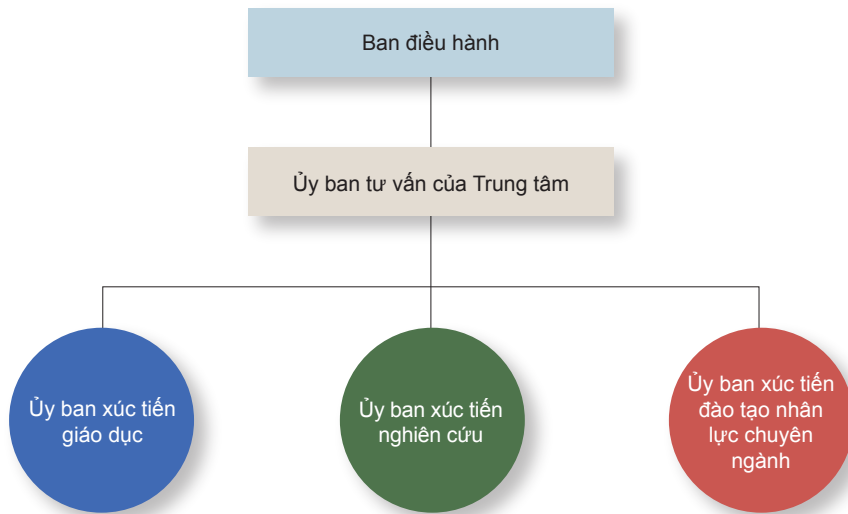 Ban điều hành
Ủy ban tư vấn của Trung tâm
Ủy ban xúc tiến
giáo dục
Ủy ban xúc tiến
nghiên cứu
Ủy ban xúc tiến
đào tạo nhân
lực chuyên
ngành